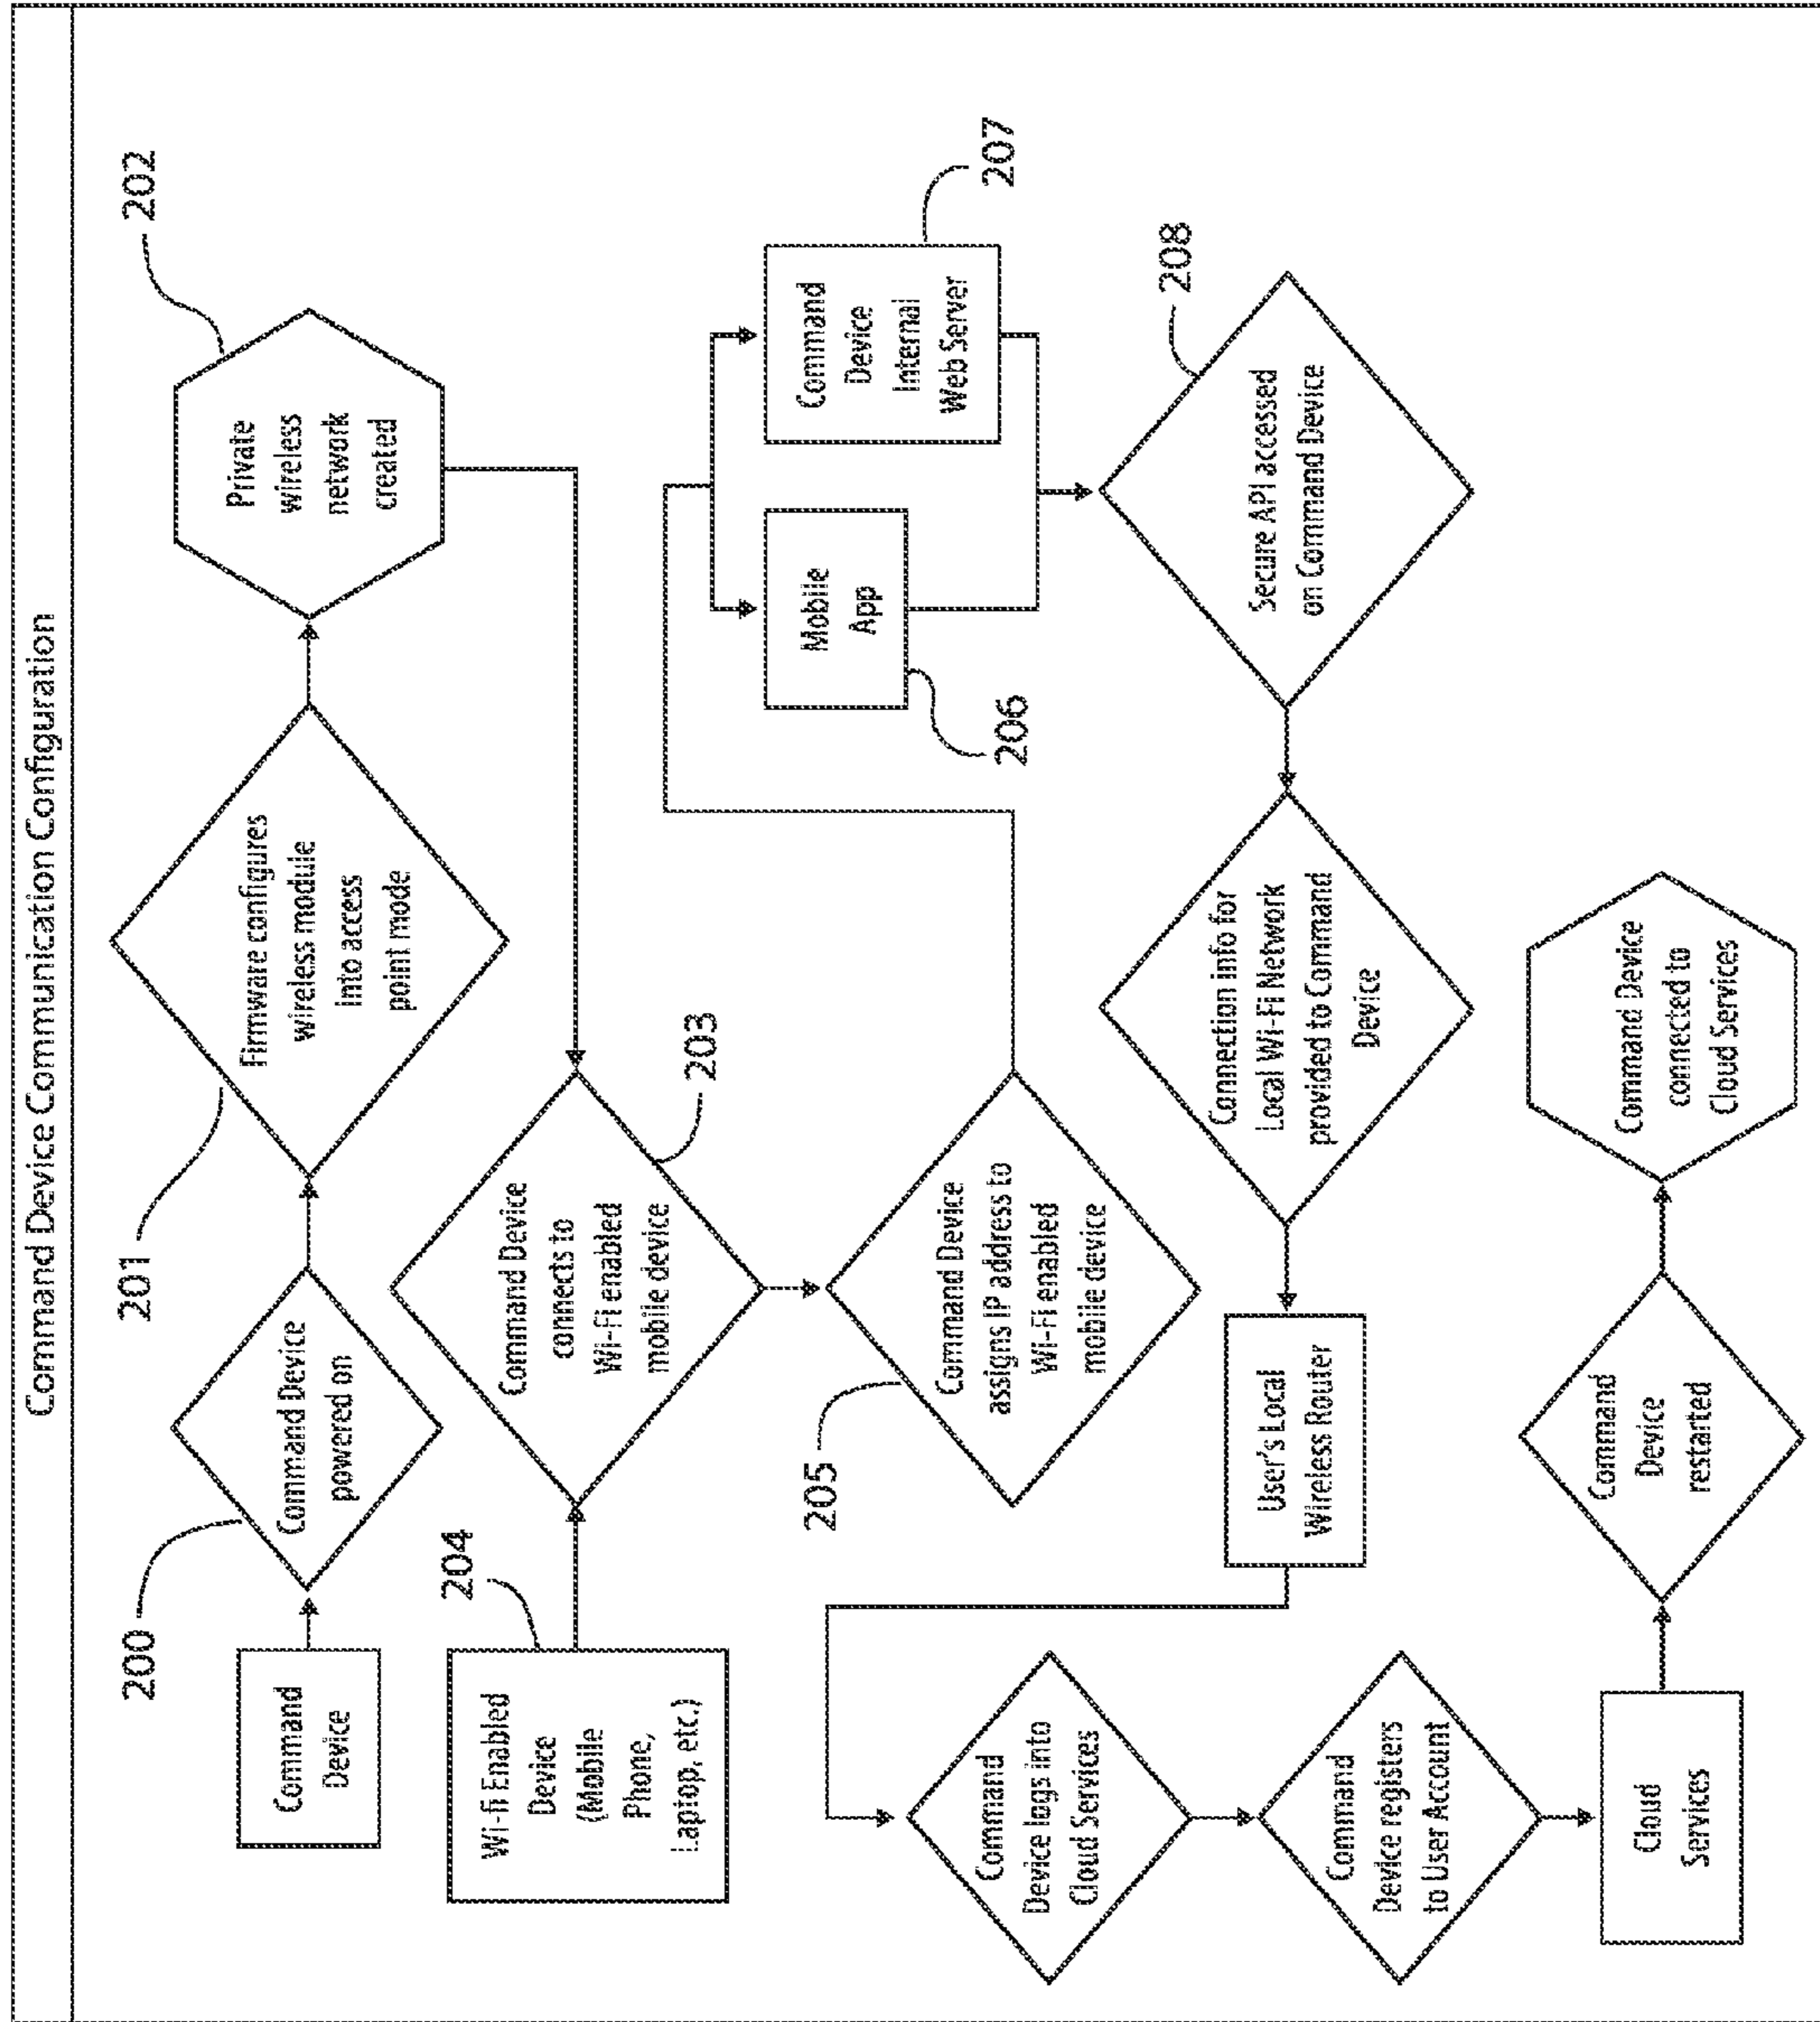 Command Device Communication Configuration
200
Command
Device
Command Device
powered on
201
Firmware configures
wireless module
into access
point mode
202
Private
wireless
network
created
204
Wi-fi Enabled
Device
(Mobile
Phone,
Laptop, etc.)
203
Command Device
connects to
Wi-Fi enabled
mobile device
205
Command Device
assigns IP address to
Wi-Fi enabled
mobile device
206
Mobile
App
207
Command
Device
Internal
Web Server
208
Secure API accessed
on Command Device
Connection info for
Local Wi-Fi Network
provided to Command
Device
User's Local
Wireless Router
Command
Device logs into
Cloud Services
Command
Device registers
to User Account
Cloud
Services
Command
Device
restarted
Command Device
connected to
Cloud Services